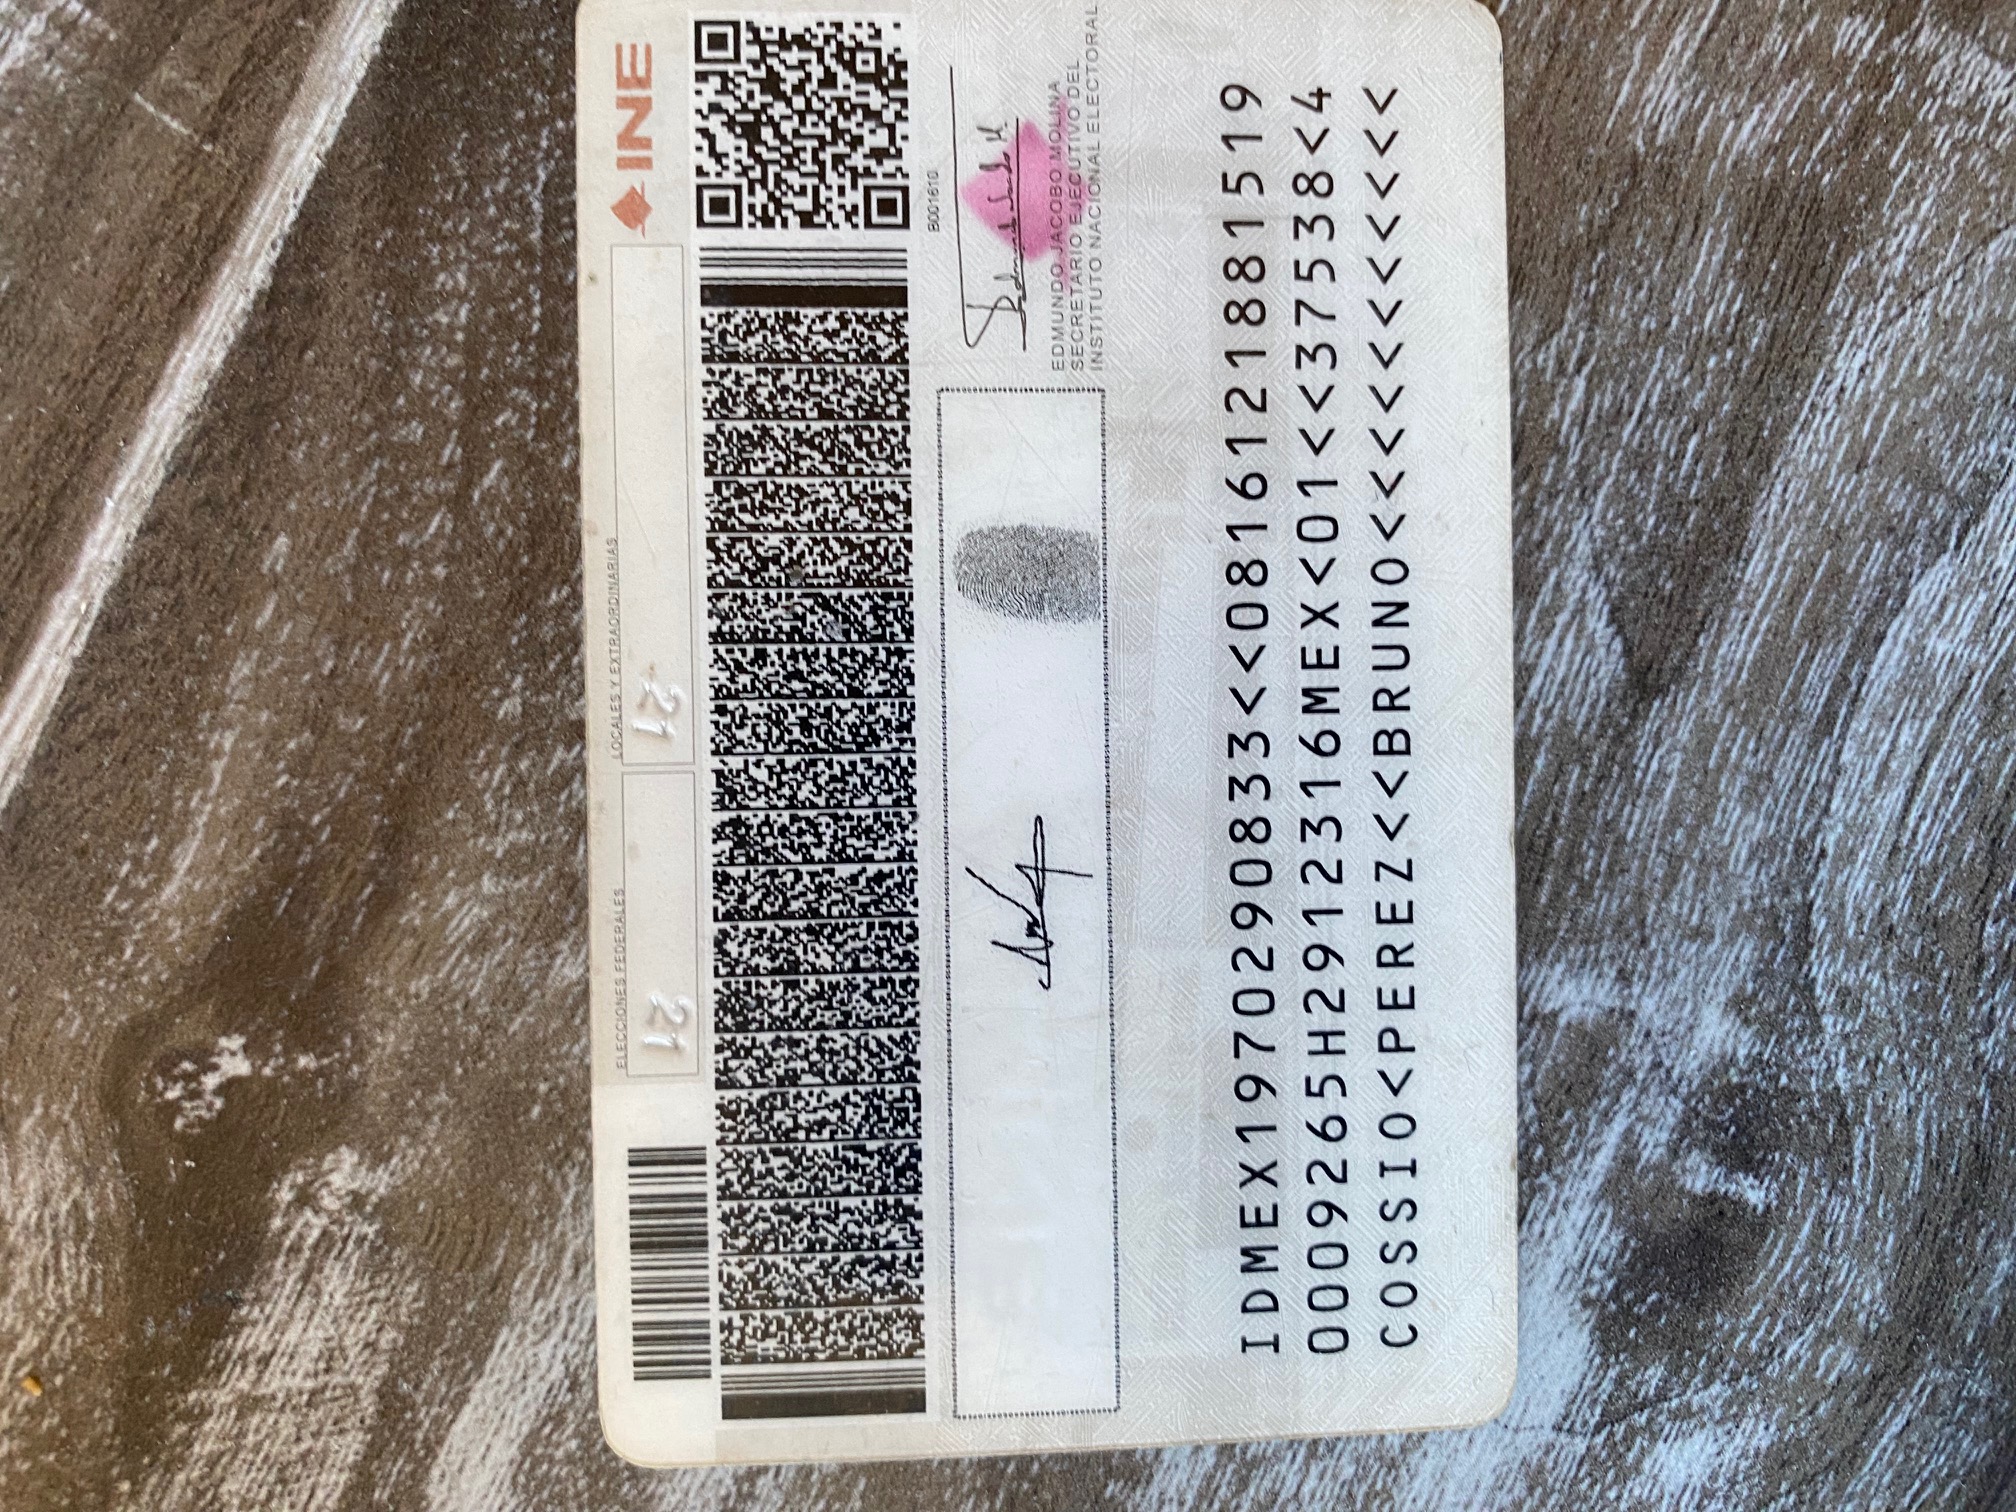 ELECCIONES FEDERALES
LOCALES Y EXTRAORDINARIAS
INE
21
21
B001610
EDMUNDO JACOBO MOLINA
SECRETARIO EJECUTIVO DEL
INSTITUTO NACIONAL ELECTORAL
IDMEX1970290833<<0816121881519
0009265H2912316MEX<01<<37538<4
COSSIO<PEREZ<<BRUNO<<<<<<<<<<<